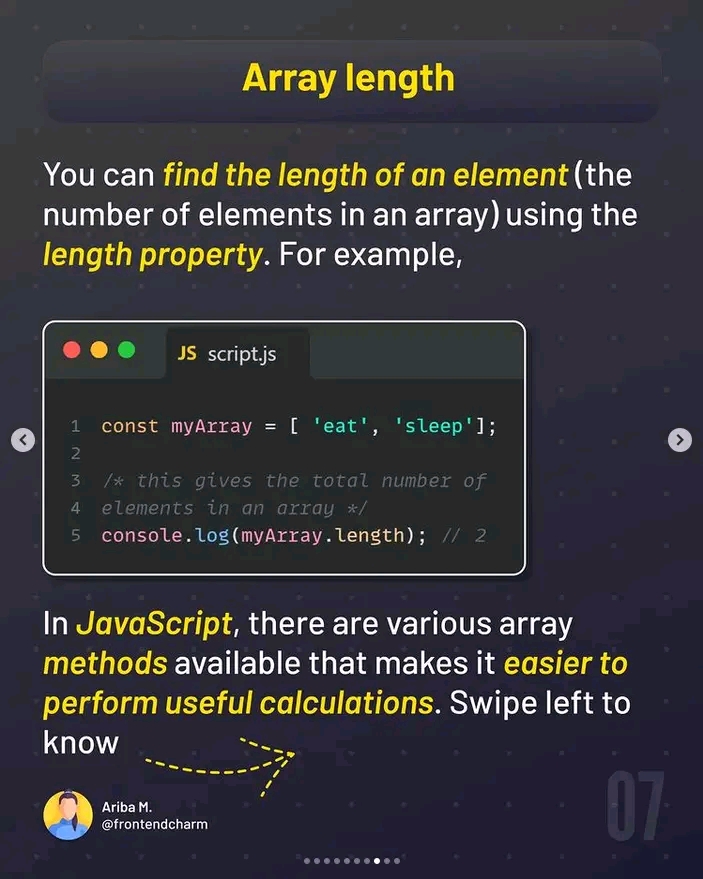 Array length
You can find the length of an element (the
number of elements in an array) using the
length property. For example,
JS script.js
1 const myArray = [ 'eat', 'sleep'];
2
3 /* this gives the total number of
4 elements in an array */
5 console.log(myArray.length); // 2
In JavaScript, there are various array
methods available that makes it easier to
perform useful calculations. Swipe left to
know
Ariba M.
@frontendcharm
07